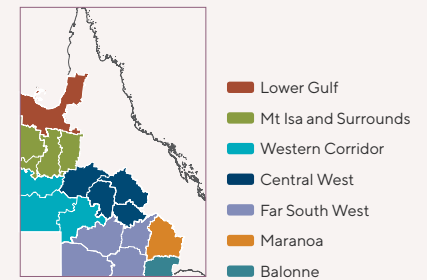 Lower Gulf
Mt Isa and Surrounds
Western Corridor
Central West
Far South West
Maranoa
Balonne